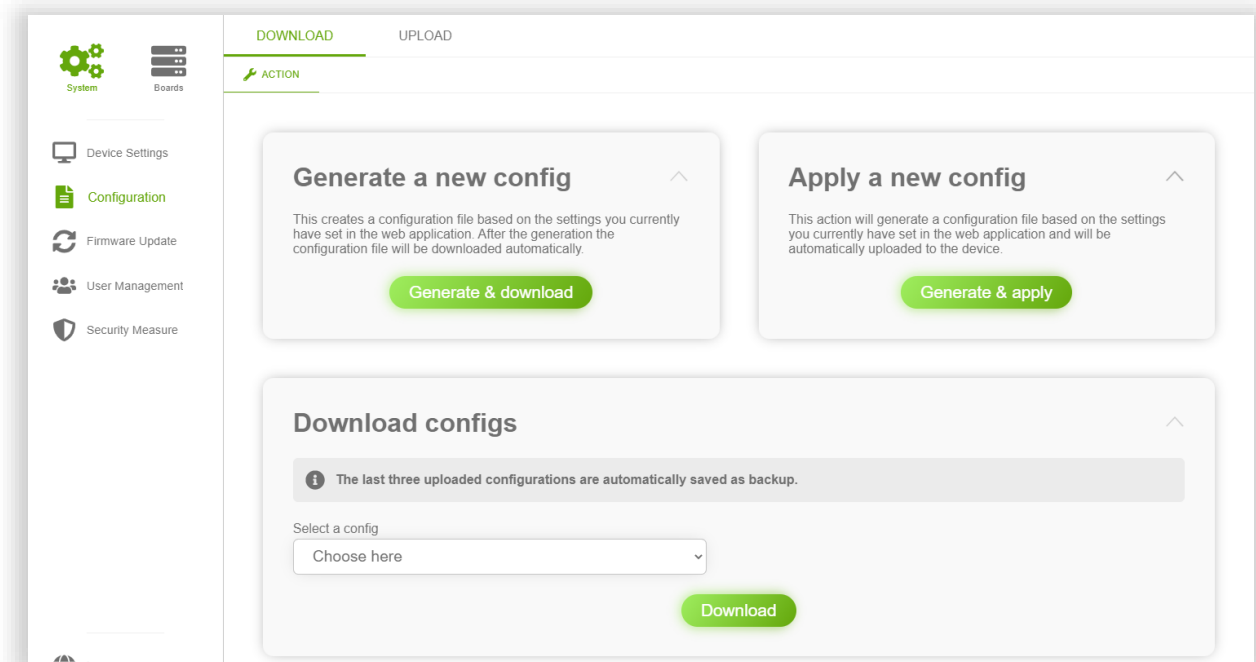 DOWNLOAD UPLOAD
System Boards
ACTION
Device Settings
Configuration
Firmware Update
User Management
Security Measure
Generate a new config
This creates a configuration file based on the settings you currently
have set in the web application. After the generation the
configuration file will be downloaded automatically.
Generate & download
Apply a new config
This action will generate a configuration file based on the settings
you currently have set in the web application and will be
automatically uploaded to the device.
Generate & apply
Download configs
The last three uploaded configurations are automatically saved as backup.
Select a config
Choose here
Download